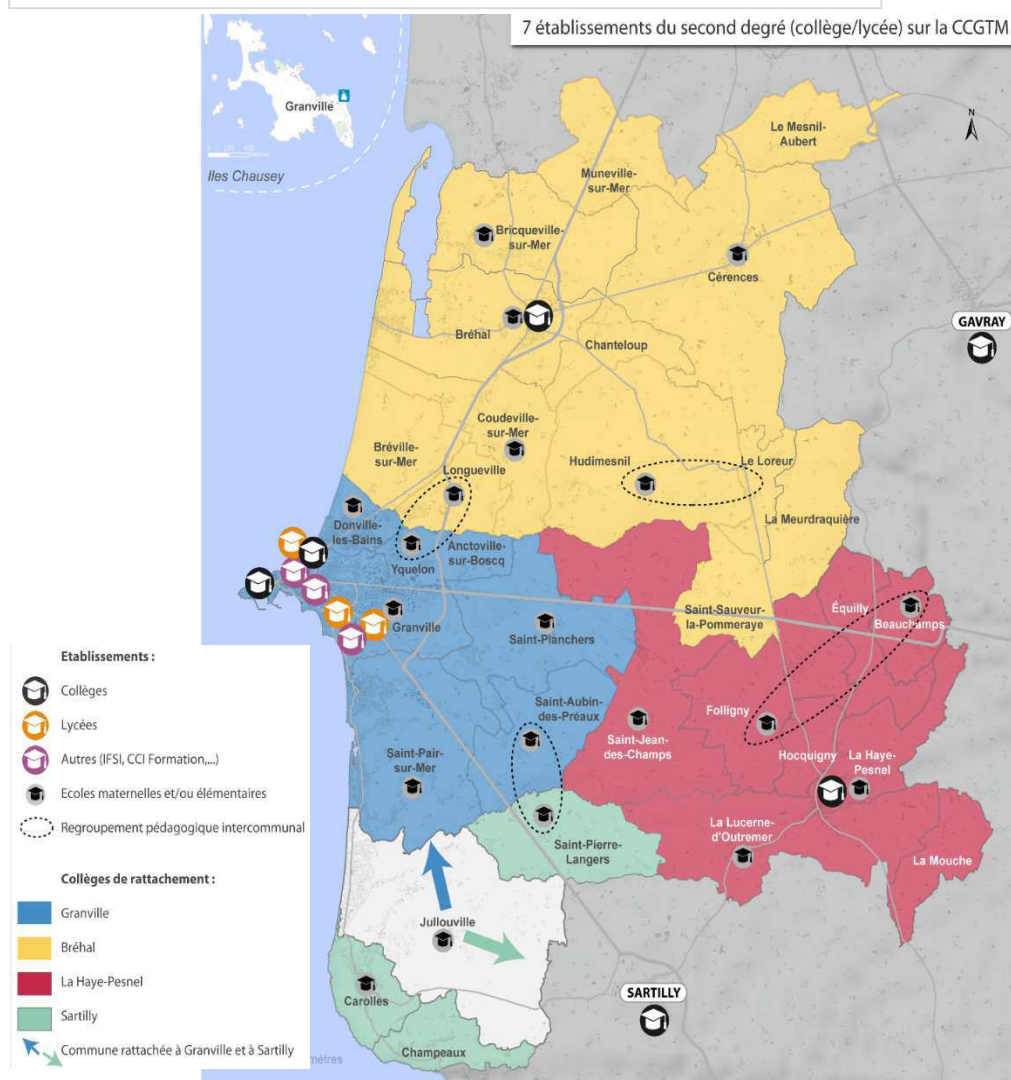 7 établissements du second degré (collège/lycée) sur la CCGTM
Granville
0 200 400
Iles Chausey
N
Le Mesnil-
Aubert
Muneville-
sur-Mer
Bricqueville-
sur-Mer
Cérences
GAVRAY
Bréhal
Chanteloup
Coudeville-
sur-Mer
Bréville-
sur-Mer
Longueville
Hudimesnil
Le Loreur
La Meurdraquière
Donville-
les-Bains
Yquelon
Anctoville-
sur-Boscq
Granville
Saint-Planchers
Saint-Sauveur-
la-Pommeraye
Équilly
Beauchamps
Saint-Aubin-
des-Préaux
Folligny
Saint-Jean-
des-Champs
Saint-Pair-
sur-Mer
Hocquigny
La Haye-
Pesnel
Saint-Pierre-
Langers
La Lucerne-
d'Outremer
La Mouche
Jullouville
SARTILLY
Carolles
Champeaux
mètres
Etablissements :
Collèges
Lycées
Autres (IFSI, CCI Formation,...)
Ecoles maternelles et/ou élémentaires
Regroupement pédagogique intercommunal
Collèges de rattachement :
Granville
Bréhal
La Haye-Pesnel
Sartilly
Commune rattachée à Granville et à Sartilly